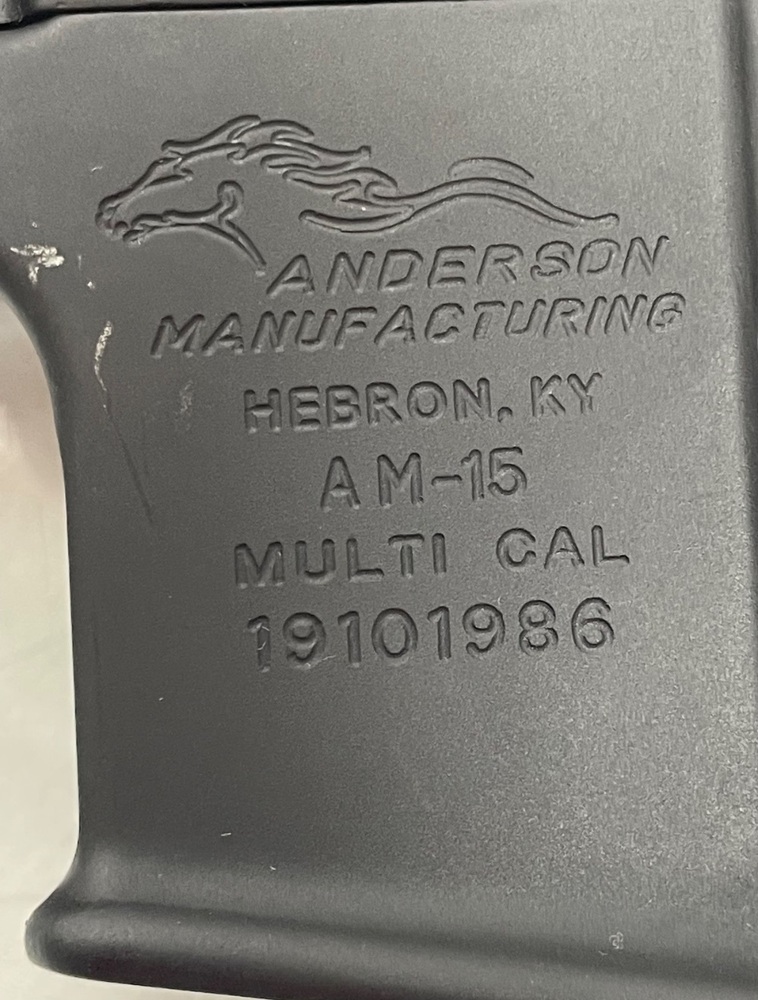 ANDERSON
MANUFACTURING
HEBRON, KY
AM-15
MULTI CAL
19101986